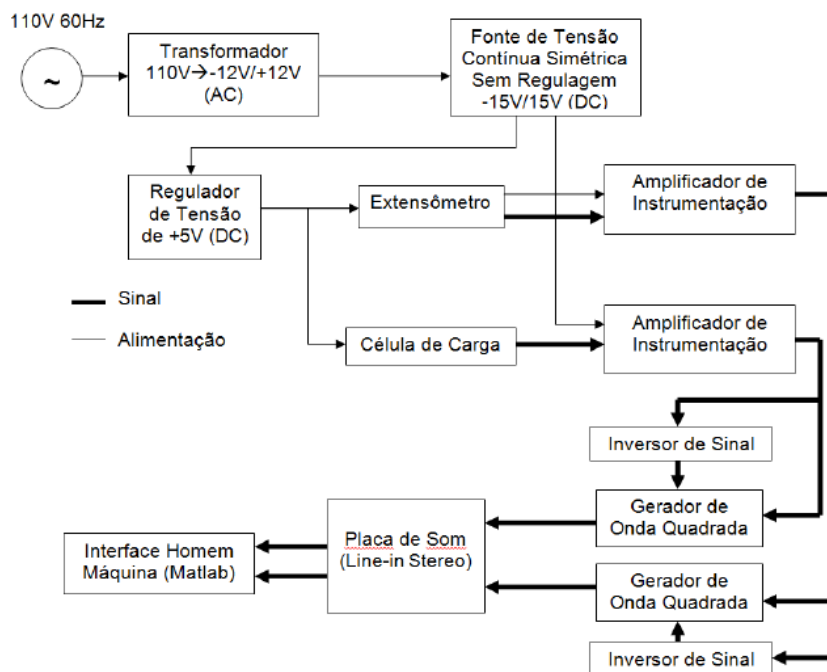 110V 60Hz
~
Transformador
110V→-12V/+12V
(AC)
Fonte de Tensão
Contínua Simétrica
Sem Regulagem
-15V/15V (DC)
Regulador
de Tensão
de +5V (DC)
Extensômetro
Amplificador de
Instrumentação
Sinal
Alimentação
Célula de Carga
Amplificador de
Instrumentação
Inversor de Sinal
Gerador de
Onda Quadrada
Placa de Som
(Line-in Stereo)
Interface Homem
Máquina (Matlab)
Gerador de
Onda Quadrada
Inversor de Sinal